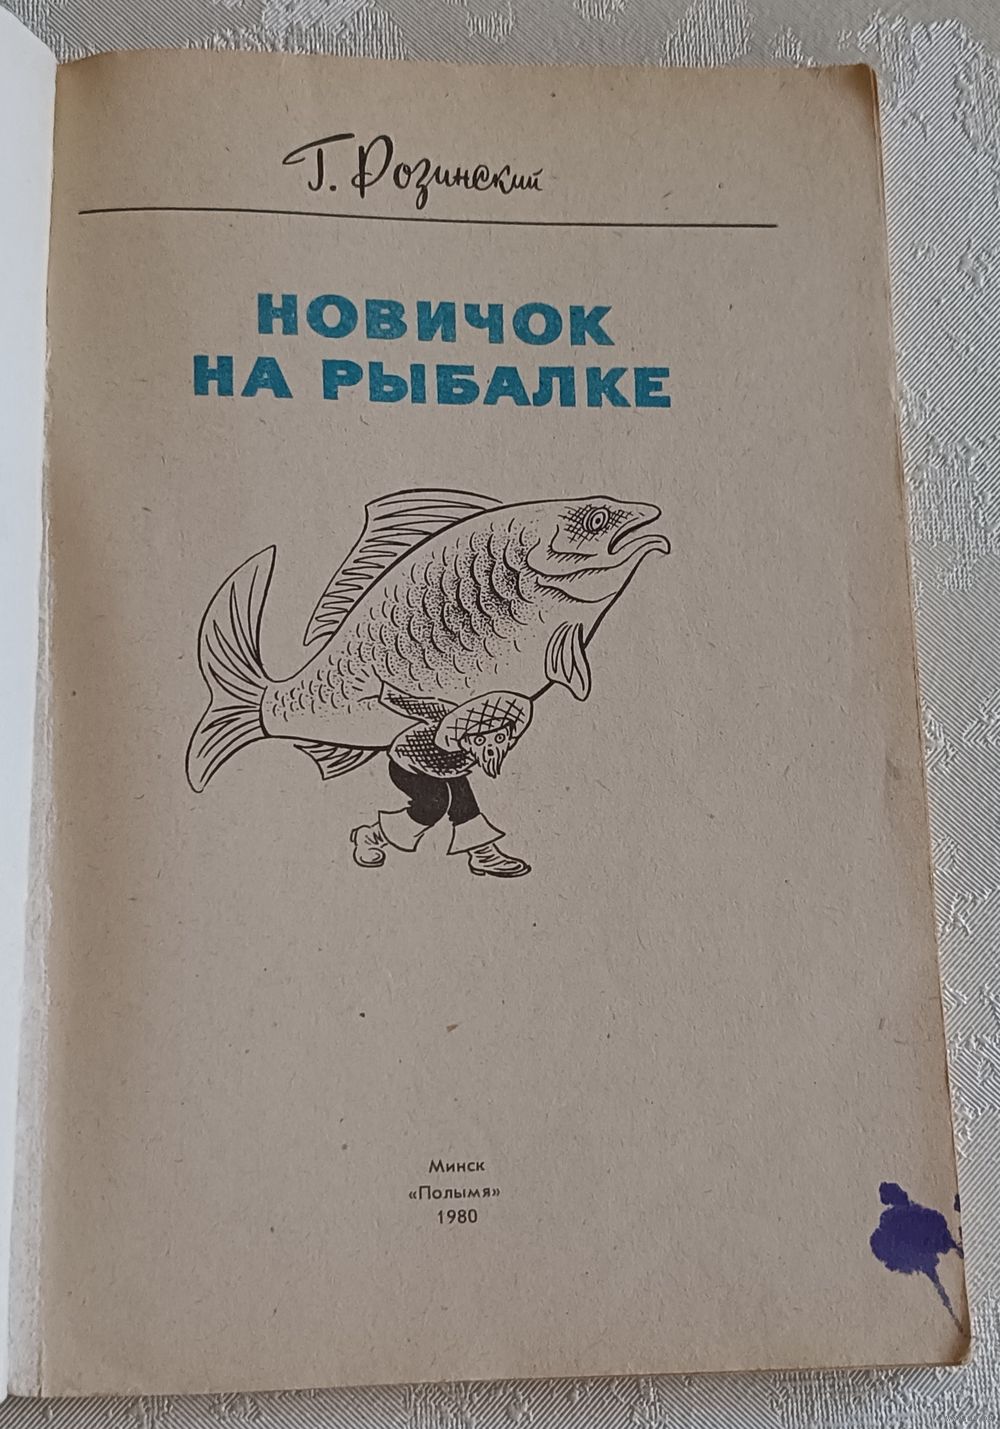 Г. Розинский
НОВИЧОК
НА РЫБАЛКЕ
Минск
«Полымя»
1980